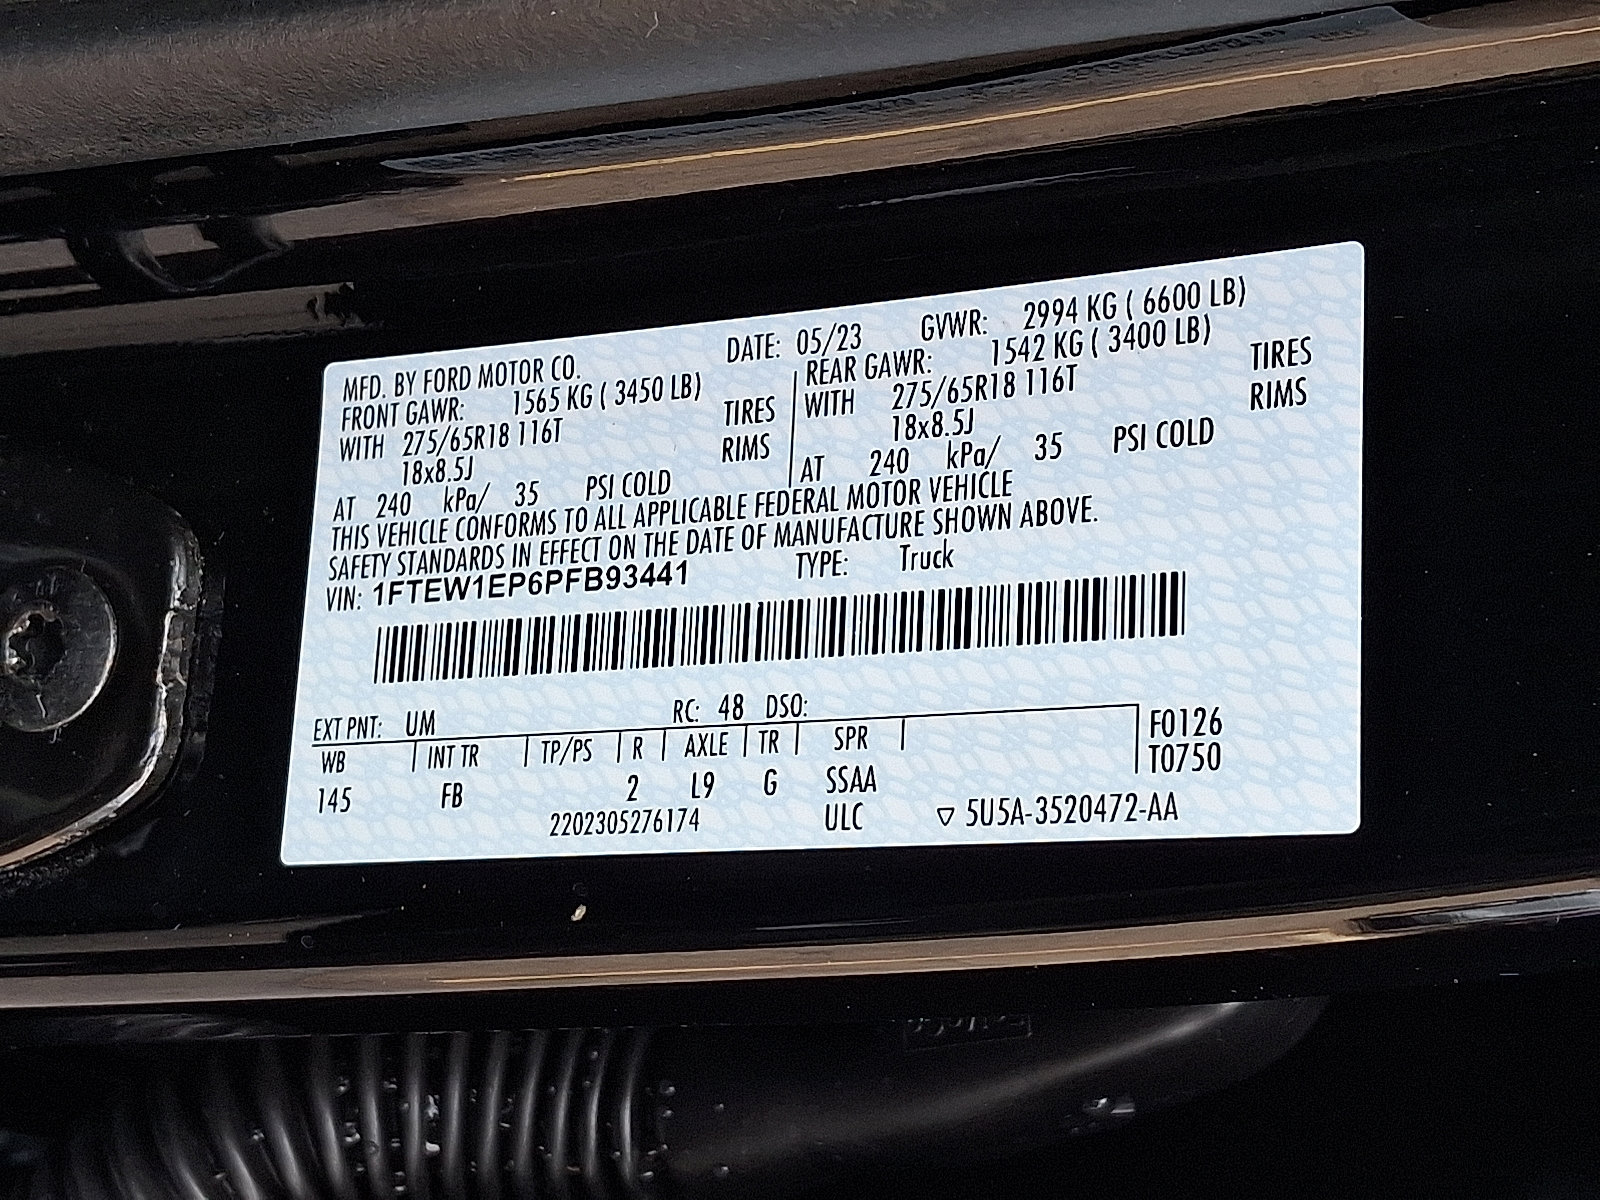 MFD. BY FORD MOTOR CO. DATE: 05/23 GVWR: 2994 KG ( 6600 LB)
FRONT GAWR: 1565 KG ( 3450 LB)
WITH 275/65R18 116T TIRES
18x8.5J RIMS
AT 240 kPa/ 35 PSI COLD
REAR GAWR: 1542 KG ( 3400 LB)
WITH 275/65R18 116T TIRES
18x8.5J RIMS
AT 240 kPa/ 35 PSI COLD
THIS VEHICLE CONFORMS TO ALL APPLICABLE FEDERAL MOTOR VEHICLE
SAFETY STANDARDS IN EFFECT ON THE DATE OF MANUFACTURE SHOWN ABOVE.
VIN: 1FTEW1EP6PFB93441 TYPE: Truck
EXT PNT: UM RC: 48 DSO:
WB INT TR TP/PS R AXLE TR SPR F0126
T0750
145 FB 2 L9 G SSAA
2202305276174 ULC ▽ 5U5A-3520472-AA